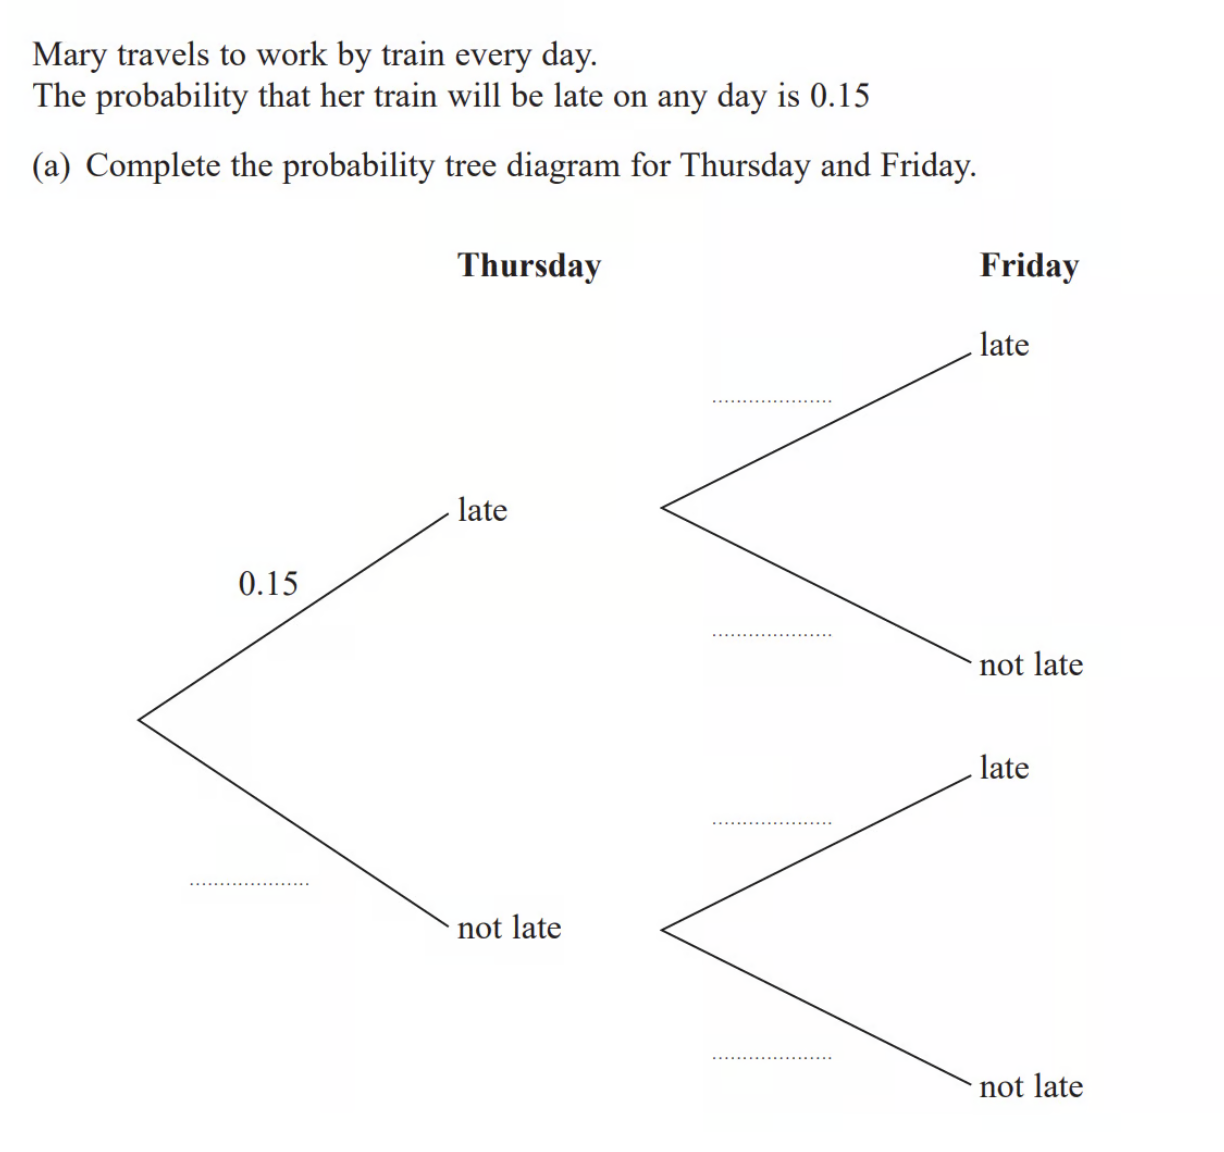 Mary travels to work by train every day.
The probability that her train will be late on any day is 0.15
(a) Complete the probability tree diagram for Thursday and Friday.
Thursday
Friday
late
late
0.15
not late
late
not late
not late